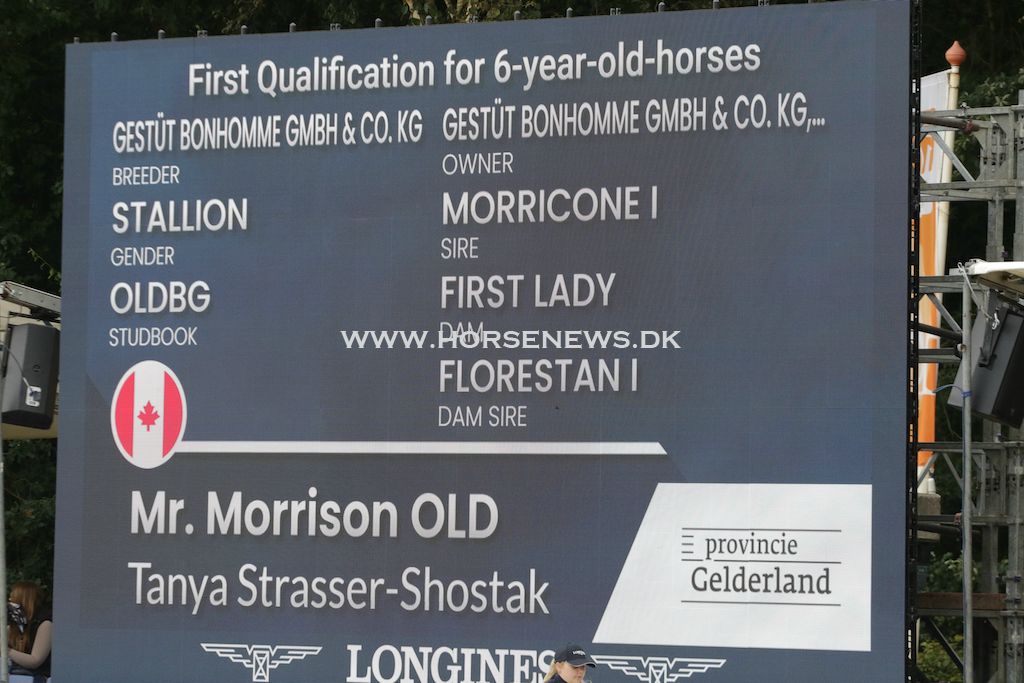 First Qualification for 6-year-old-horses
GESTÜT BONHOMME GMBH & CO. KG
BREEDER
STALLION
GENDER
OLDBG
STUDBOOK
GESTÜT BONHOMME GMBH & CO. KG,...
OWNER
MORRICONE I
SIRE
FIRST LADY
DAM
WWW.HORSENEWS.DK
FLORESTAN I
DAM SIRE
Mr. Morrison OLD
Tanya Strasser-Shostak
provincie
Gelderland
LONGINES